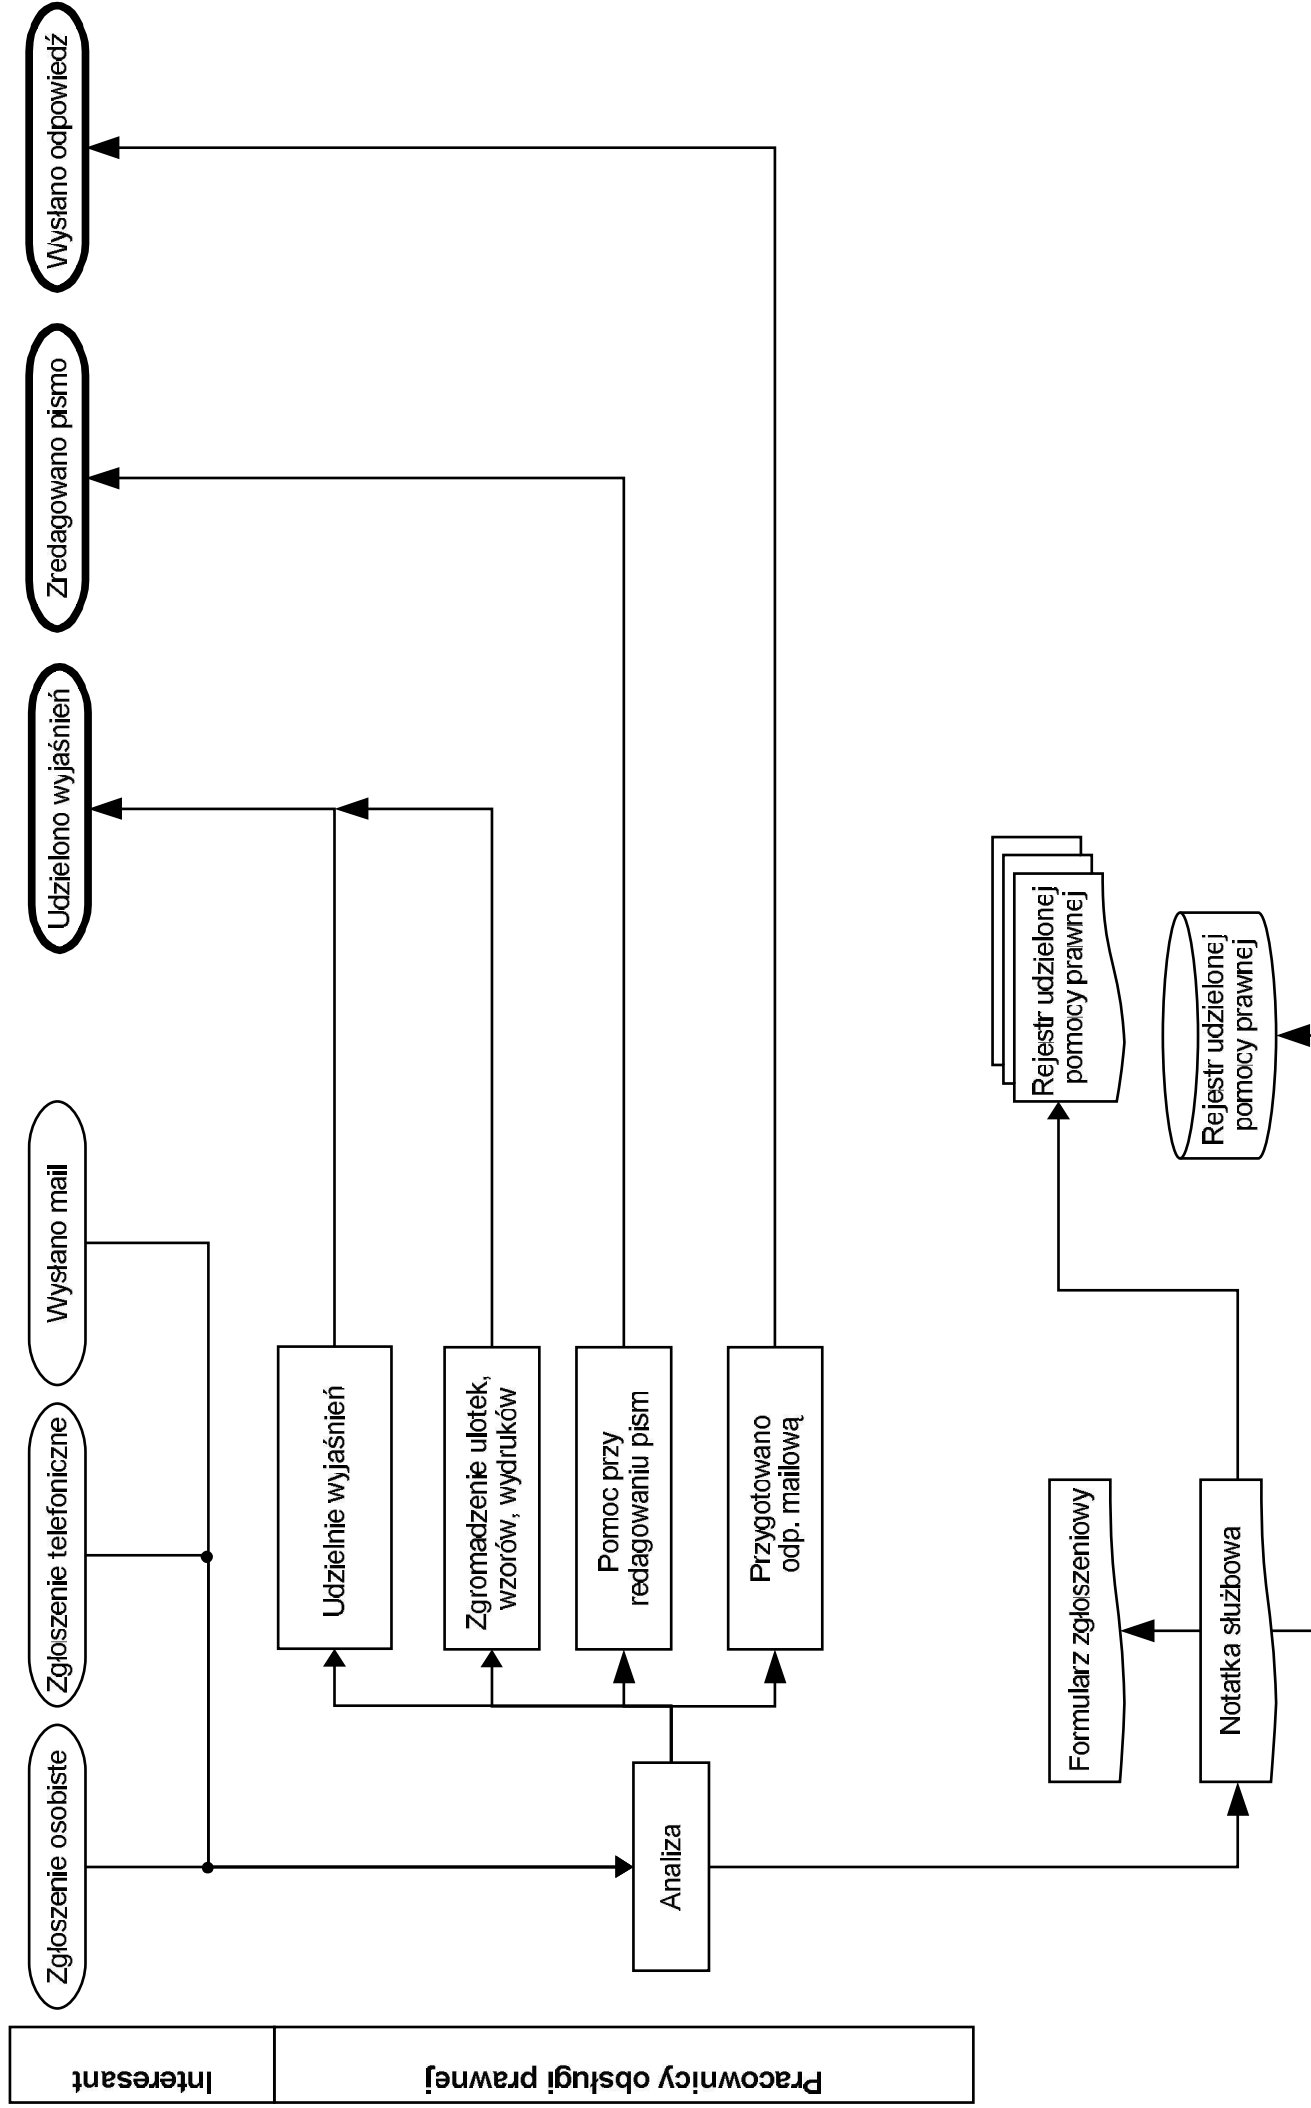 Interesant
Zgłoszenie osobiste
Zgłoszenie telefoniczne
Wysłano mail
Udzielono wyjaśnień
Zredagowano pismo
Wysłano odpowiedź
Pracownicy obsługi prawnej
Udzielnie wyjaśnień
Zgromadzenie ulotek,
wzorów, wydruków
Pomoc przy
redagowaniu pism
Analiza
Przygotowano
odp. mailową
Formularz zgłoszeniowy
Rejestr udzielonej
pomocy prawnej
Notatka służbowa
Rejestr udzielonej
pomocy prawnej